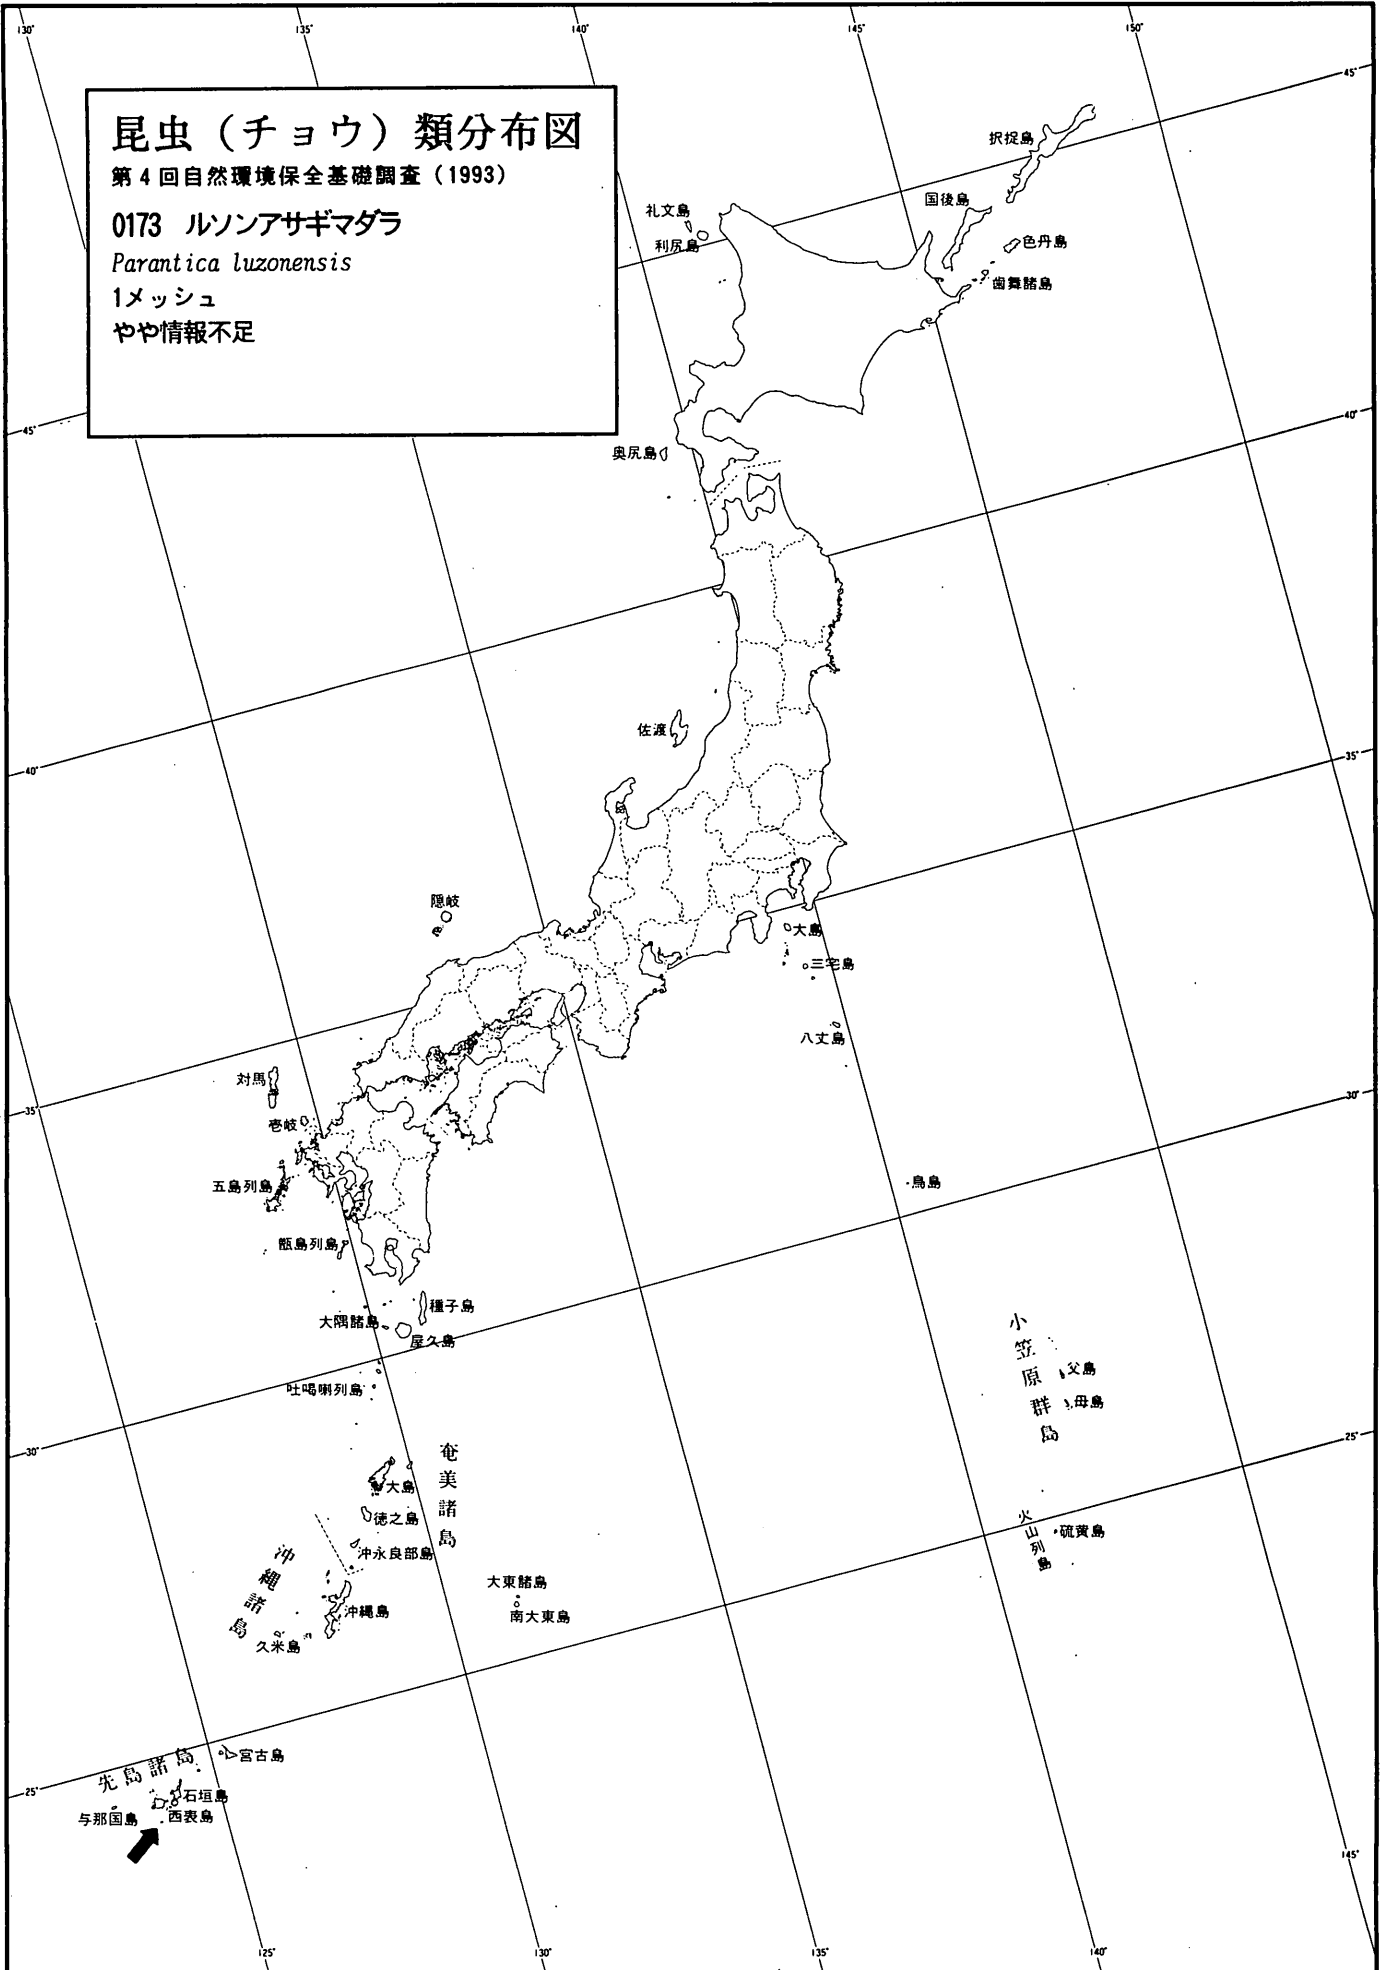 130°
135°
140°
145°
150°
45°
昆虫（チョウ）類分布図
第4回自然環境保全基礎調査（1993）
0173 ルソンアサギマダラ
Parantica luzonensis
1メッシュ
やや情報不足
択捉島
国後島
色丹島
歯舞諸島
礼文島
利尻島
45°
40°
奥尻島
佐渡
40°
35°
隠岐
大島
三宅島
八丈島
対馬
壱岐
35°
30°
五島列島
甑島列島
鳥島
種子島
大隅諸島
屋久島
吐噶喇列島
小笠原群島
父島
母島
30°
25°
奄美諸島
大島
徳之島
沖永良部島
火山列島
硫黄島
沖縄諸島
沖縄島
久米島
大東諸島
南大東島
先島諸島
宮古島
石垣島
西表島
与那国島
25°
145°
125°
130°
135°
140°